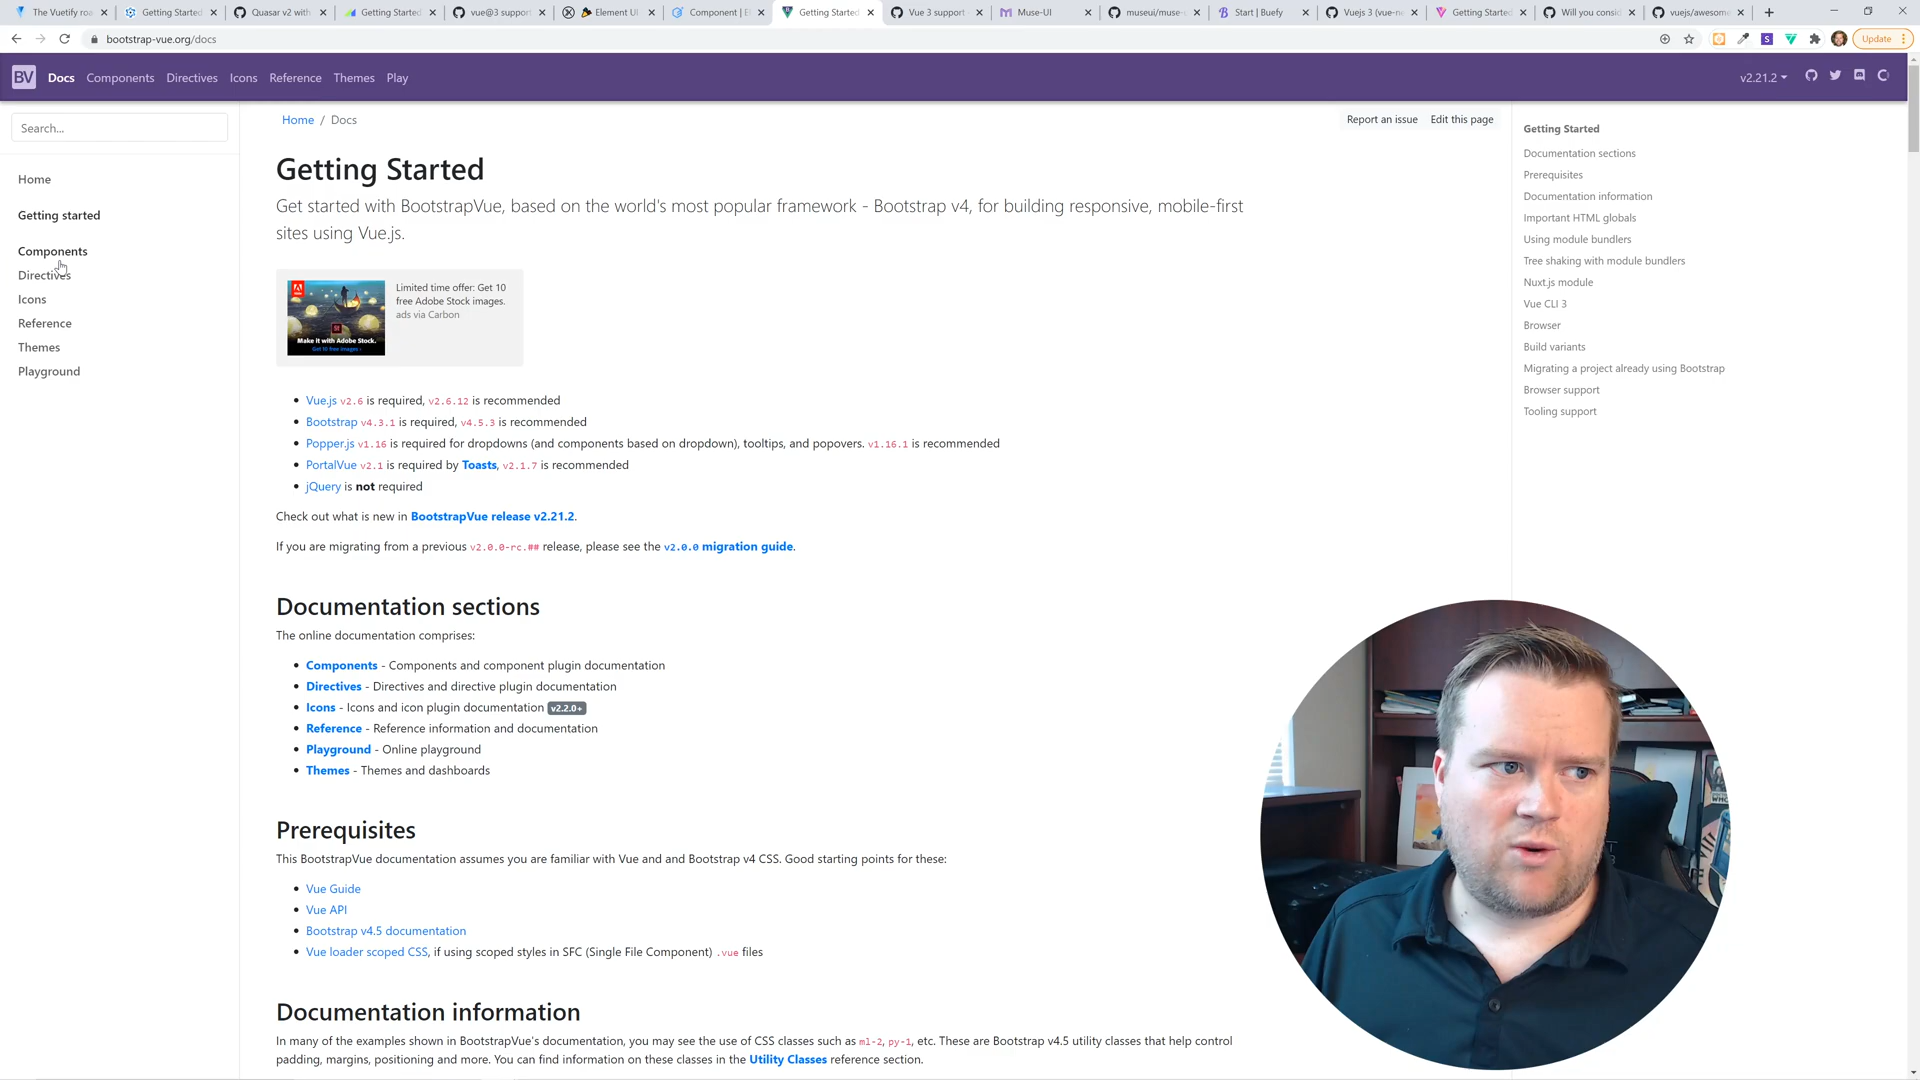 The Vuetify roa
Getting Started
Quasar v2 with
Getting Started
vue@3 support
Element UI
Component | El
Getting Started
Vue 3 support
Muse-UI
museui/muse-u
Start | Buefy
Vuejs 3 (vue-ne
Getting Started
Will you consid
vuejs/awesome
bootstrap-vue.org/docs
Update
BV
Docs
Components
Directives
Icons
Reference
Themes
Play
v2.21.2
Search...
Home
Getting started
Components
Directives
Icons
Reference
Themes
Playground
Home / Docs
Report an issue
Edit this page
Getting Started
Get started with BootstrapVue, based on the world's most popular framework - Bootstrap v4, for building responsive, mobile-first
sites using Vue.js.
Make it with Adobe Stock.
Get 10 free images ›
Limited time offer: Get 10
free Adobe Stock images.
ads via Carbon
Vue.js v2.6 is required, v2.6.12 is recommended
Bootstrap v4.3.1 is required, v4.5.3 is recommended
Popper.js v1.16 is required for dropdowns (and components based on dropdown), tooltips, and popovers. v1.16.1 is recommended
PortalVue v2.1 is required by Toasts, v2.1.7 is recommended
jQuery is not required
Check out what is new in BootstrapVue release v2.21.2.
If you are migrating from a previous v2.0.0-rc.## release, please see the v2.0.0 migration guide.
Documentation sections
The online documentation comprises:
Components - Components and component plugin documentation
Directives - Directives and directive plugin documentation
Icons - Icons and icon plugin documentation v2.2.0+
Reference - Reference information and documentation
Playground - Online playground
Themes - Themes and dashboards
Prerequisites
This BootstrapVue documentation assumes you are familiar with Vue and and Bootstrap v4 CSS. Good starting points for these:
Vue Guide
Vue API
Bootstrap v4.5 documentation
Vue loader scoped CSS, if using scoped styles in SFC (Single File Component) .vue files
Documentation information
In many of the examples shown in BootstrapVue's documentation, you may see the use of CSS classes such as ml-2, py-1, etc. These are Bootstrap v4.5 utility classes that help control
padding, margins, positioning and more. You can find information on these classes in the Utility Classes reference section.
Getting Started
Documentation sections
Prerequisites
Documentation information
Important HTML globals
Using module bundlers
Tree shaking with module bundlers
Nuxt.js module
Vue CLI 3
Browser
Build variants
Migrating a project already using Bootstrap
Browser support
Tooling support